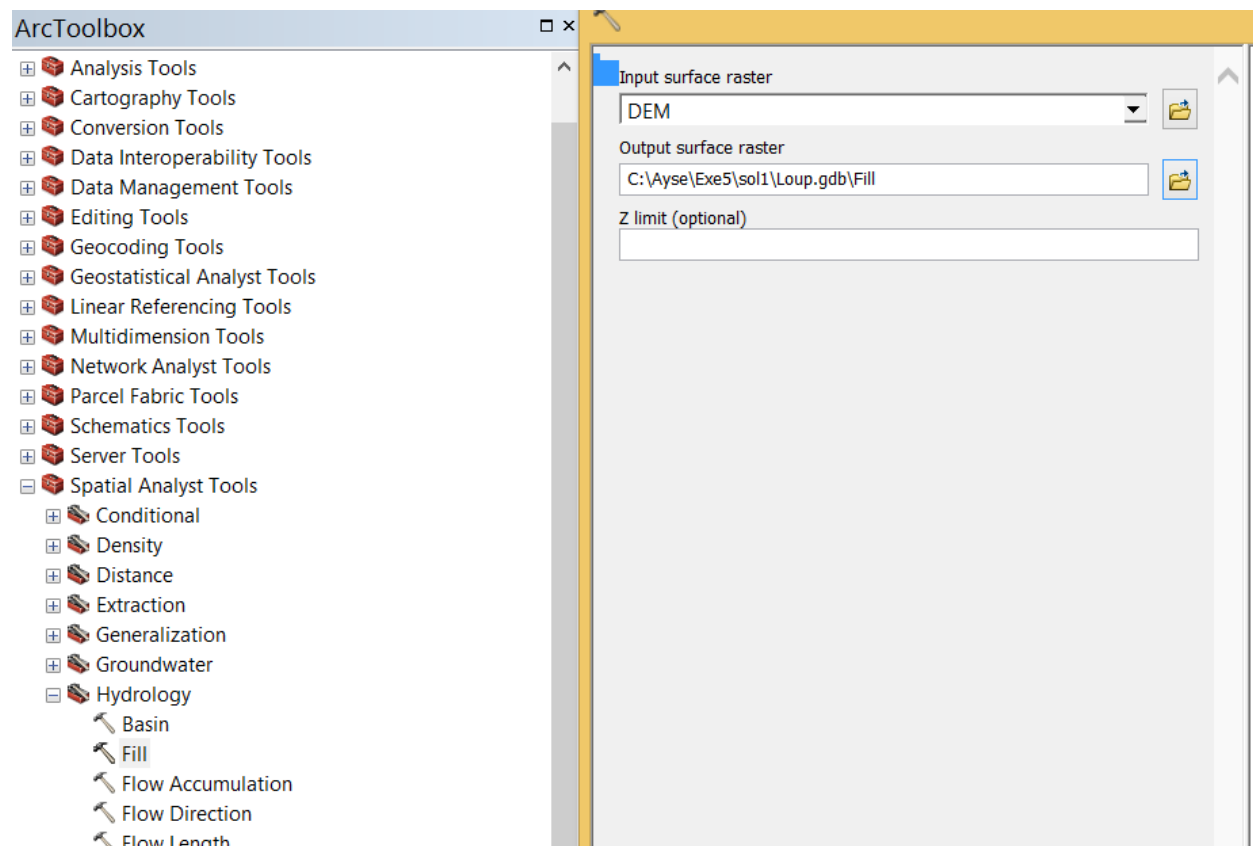 ArcToolbox
Analysis Tools
Cartography Tools
Conversion Tools
Data Interoperability Tools
Data Management Tools
Editing Tools
Geocoding Tools
Geostatistical Analyst Tools
Linear Referencing Tools
Multidimension Tools
Network Analyst Tools
Parcel Fabric Tools
Schematics Tools
Server Tools
Spatial Analyst Tools
Conditional
Density
Distance
Extraction
Generalization
Groundwater
Hydrology
Basin
Fill
Flow Accumulation
Flow Direction
Flow Length
Input surface raster
DEM
Output surface raster
C:\Ayse\Exe5\sol1\Loup.gdb\Fill
Z limit (optional)